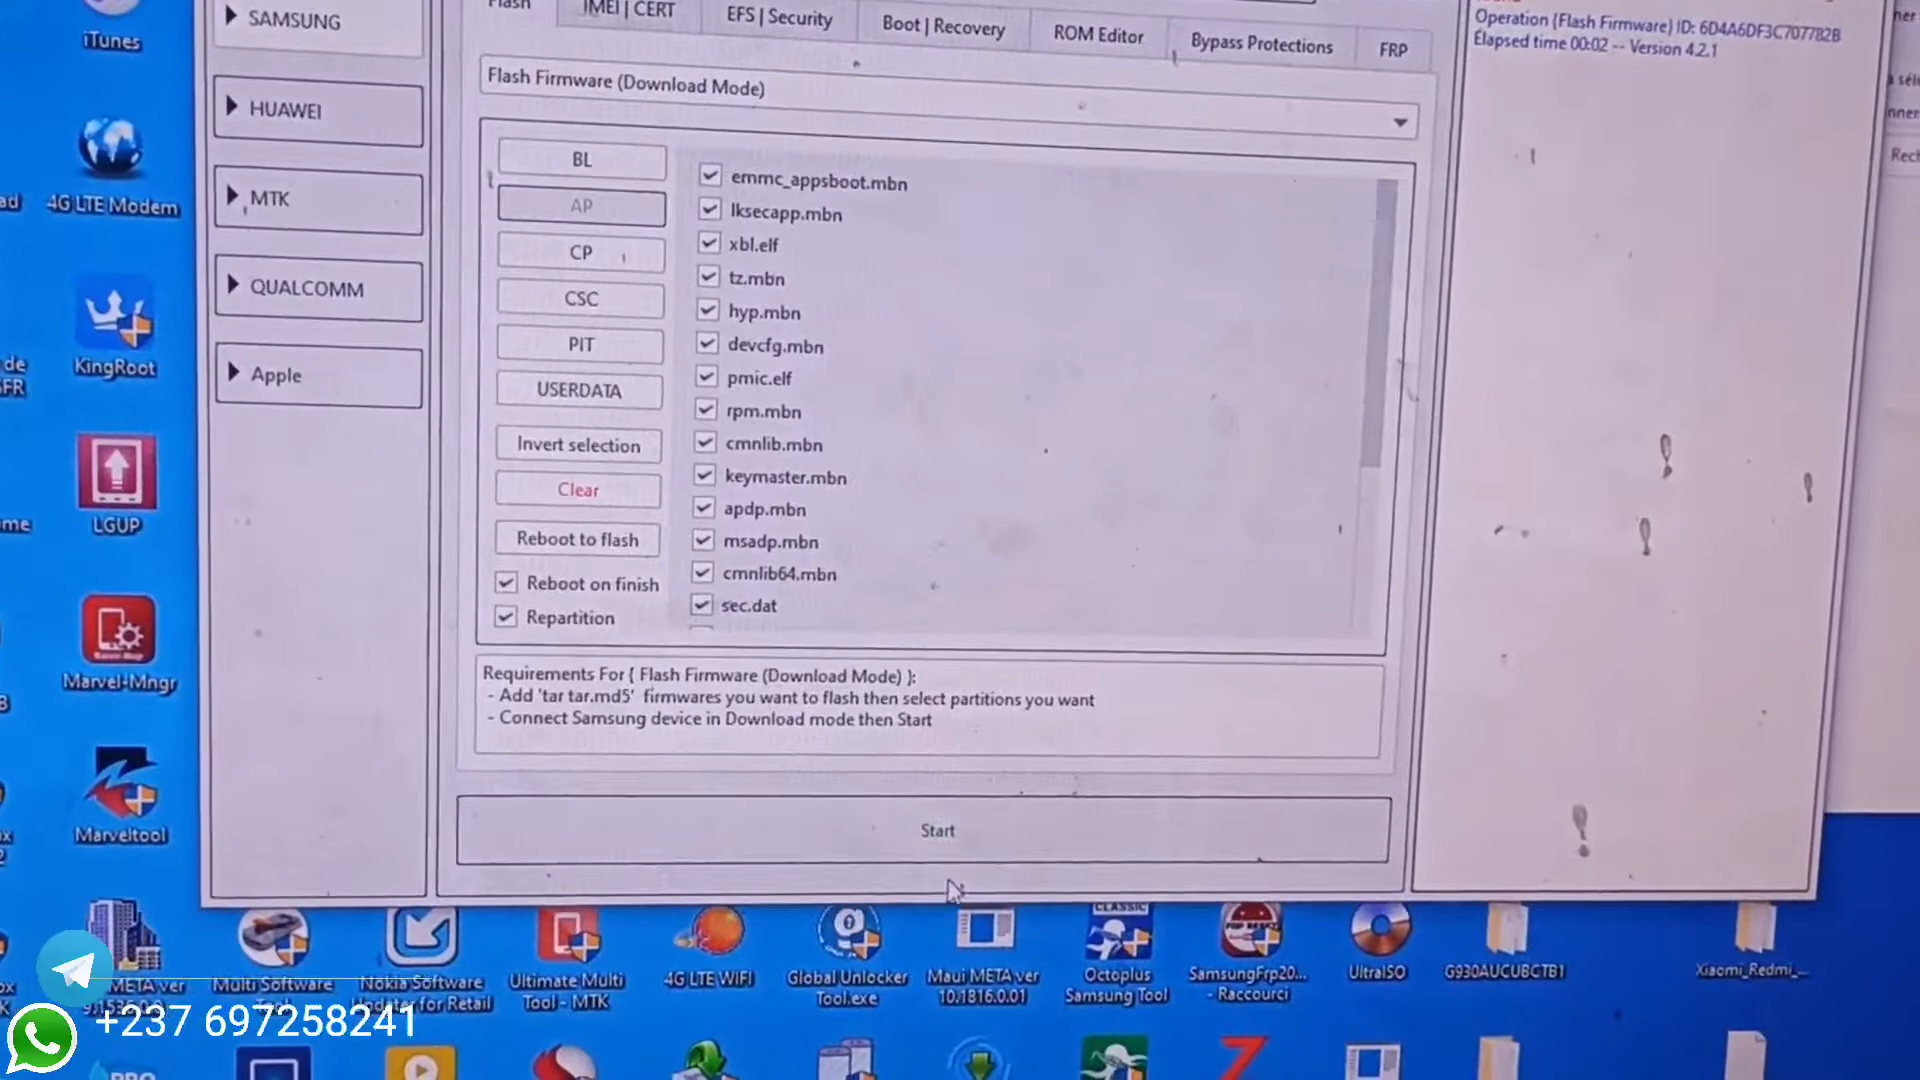 iTunes
4G LTE Modem
KingRoot
LGUP
Marvel-Mngr
Marveltool
SAMSUNG
HUAWEI
MTK
QUALCOMM
Apple
Flash
IMEI | CERT
EFS | Security
Boot | Recovery
ROM Editor
Bypass Protections
FRP
Flash Firmware (Download Mode)
BL
AP
CP
CSC
PIT
USERDATA
Invert selection
Clear
Reboot to flash
Reboot on finish
Repartition
emmc_appsboot.mbn
lksecapp.mbn
xbl.elf
tz.mbn
hyp.mbn
devcfg.mbn
pmic.elf
rpm.mbn
cmnlib.mbn
keymaster.mbn
apdp.mbn
msadp.mbn
cmnlib64.mbn
sec.dat
Requirements For { Flash Firmware (Download Mode) }:
- Add 'tar tar.md5' firmwares you want to flash then select partitions you want
- Connect Samsung device in Download mode then Start
Start
Operation {Flash Firmware} ID: 6D4A6DF3C707782B
Elapsed time 00:02 -- Version 4.2.1
META ver
Multi Software
Nokia Software
Updater for Retail
Ultimate Multi
Tool - MTK
4G LTE WIFI
Global Unlocker
Tool.exe
Maui META ver
10.1816.0.01
CLASSIC
Octoplus
Samsung Tool
SamsungFrp20...
- Raccourci
UltraISO
G930AUCUBCTB1
Xiaomi_Redmi_...
+237 697258241